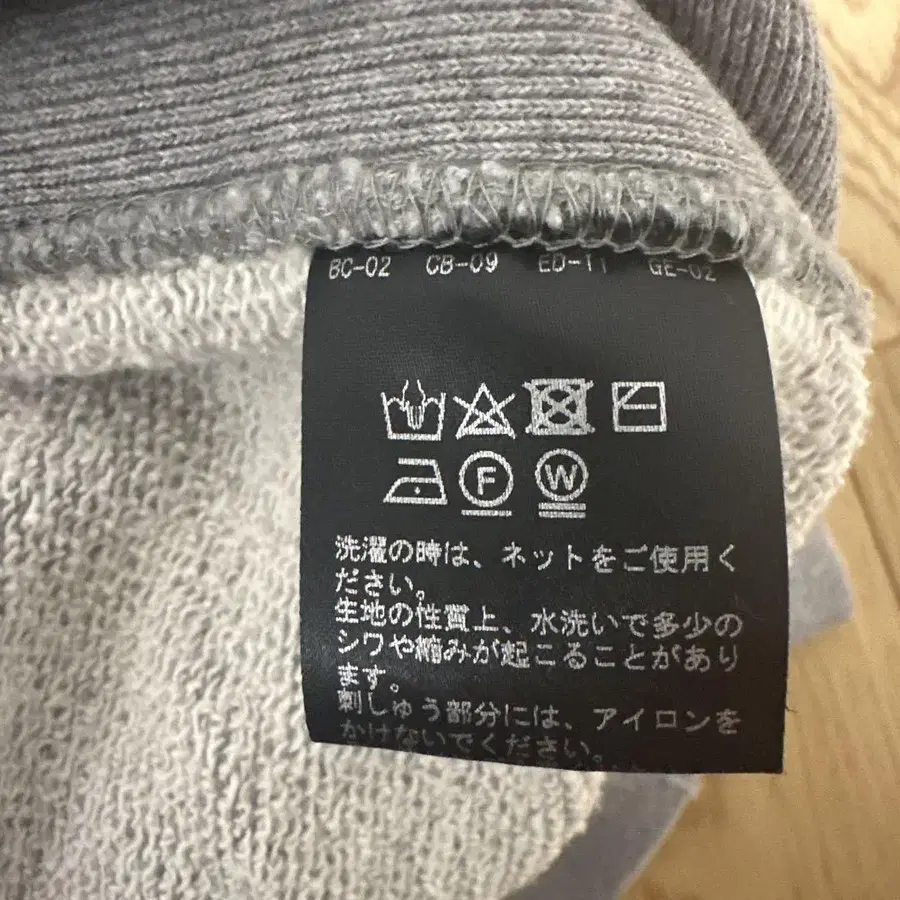 BC-02 CB-09 ED-11 GE-02
F W
洗濯の時は、ネットをご使用く
ださい。
生地の性質上、水洗いで多少の
シワや縮みが起こることがあり
ます。
刺しゅう部分には、アイロンを
かけないでください。